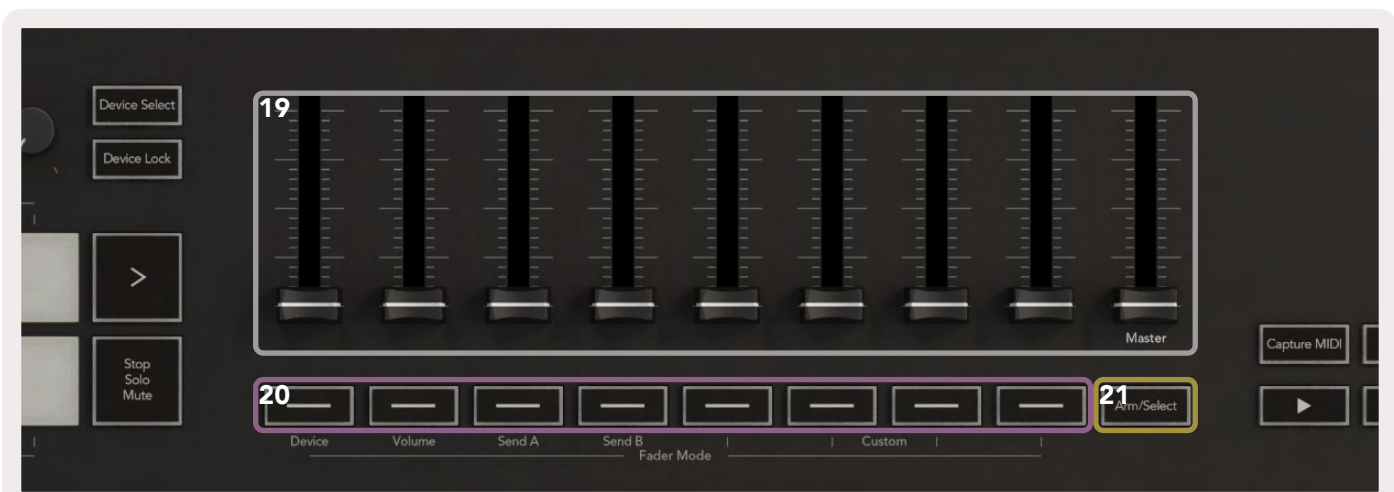 Device Select
Device Lock
>
Stop
Solo
Mute
19
Master
20
21
Arm/Select
Device Volume Send A Send B Custom
Fader Mode
Capture MIDI